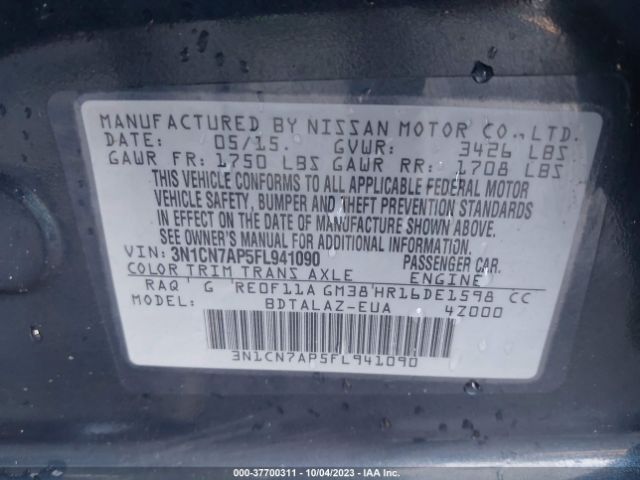 MANUFACTURED BY NISSAN MOTOR CO., LTD.
DATE: 05/15. GVWR: 3426 LBS
GAWR FR: 1750 LBS GAWR RR: 1708 LBS
THIS VEHICLE CONFORMS TO ALL APPLICABLE FEDERAL MOTOR
VEHICLE SAFETY, BUMPER AND THEFT PREVENTION STANDARDS
IN EFFECT ON THE DATE OF MANUFACTURE SHOWN ABOVE.
SEE OWNER'S MANUAL FOR ADDITIONAL INFORMATION.
VIN: 3N1CN7AP5FL941090 PASSENGER CAR.
COLOR TRIM TRANS AXLE ENGINE
RAQ G RE0F11A GM38 HR16DE1598 CC
MODEL: BDTALAZ-EUA 4Z000
3N1CN7AP5FL941090
000-37700311 - 10/04/2023 - IAA Inc.